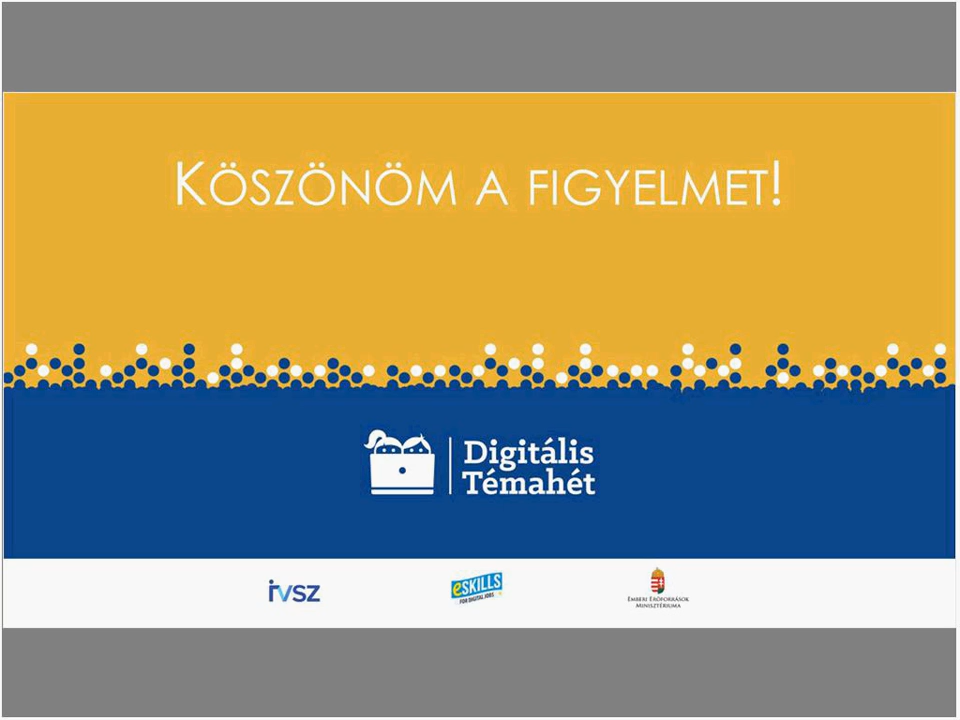 KÖSZÖNÖM A FIGYELMET!
Digitális
Témahét
ivsz
eSKILLS
FOR DIGITAL JOBS
EMBERI ERŐFORRÁSOK
MINISZTÉRIUMA